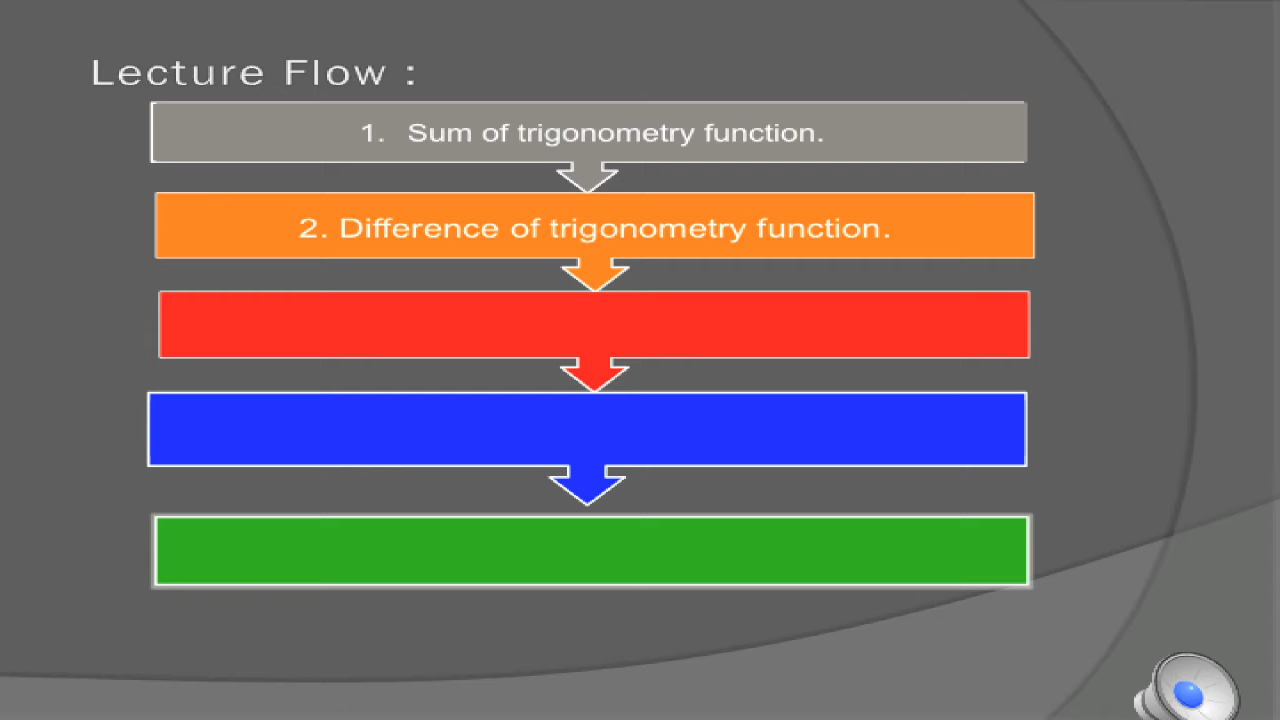 Lecture Flow :
1. Sum of trigonometry function.
2. Difference of trigonometry function.